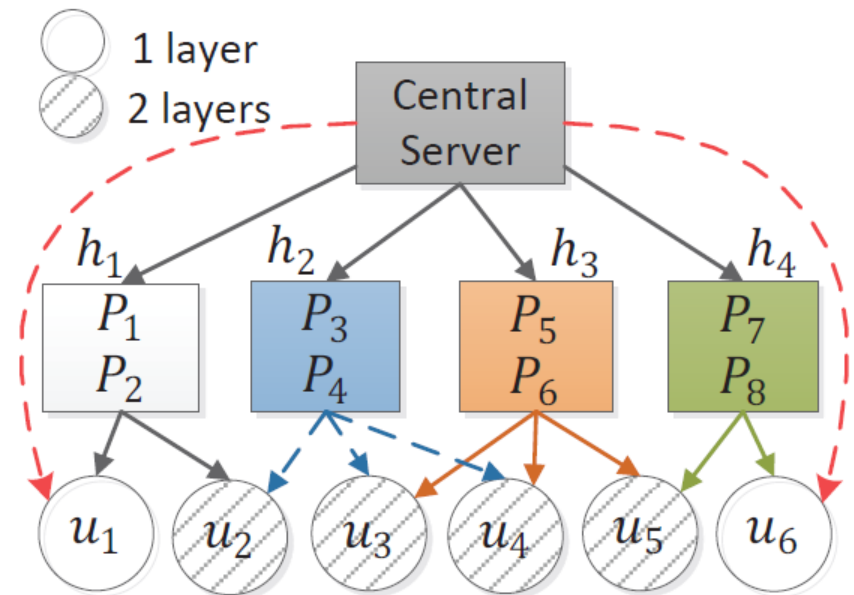 1 layer
2 layers
Central
Server
h₁
h₂
h₃
h₄
P₁
P₂
P₃
P₄
P₅
P₆
P₇
P₈
u₁
u₂
u₃
u₄
u₅
u₆